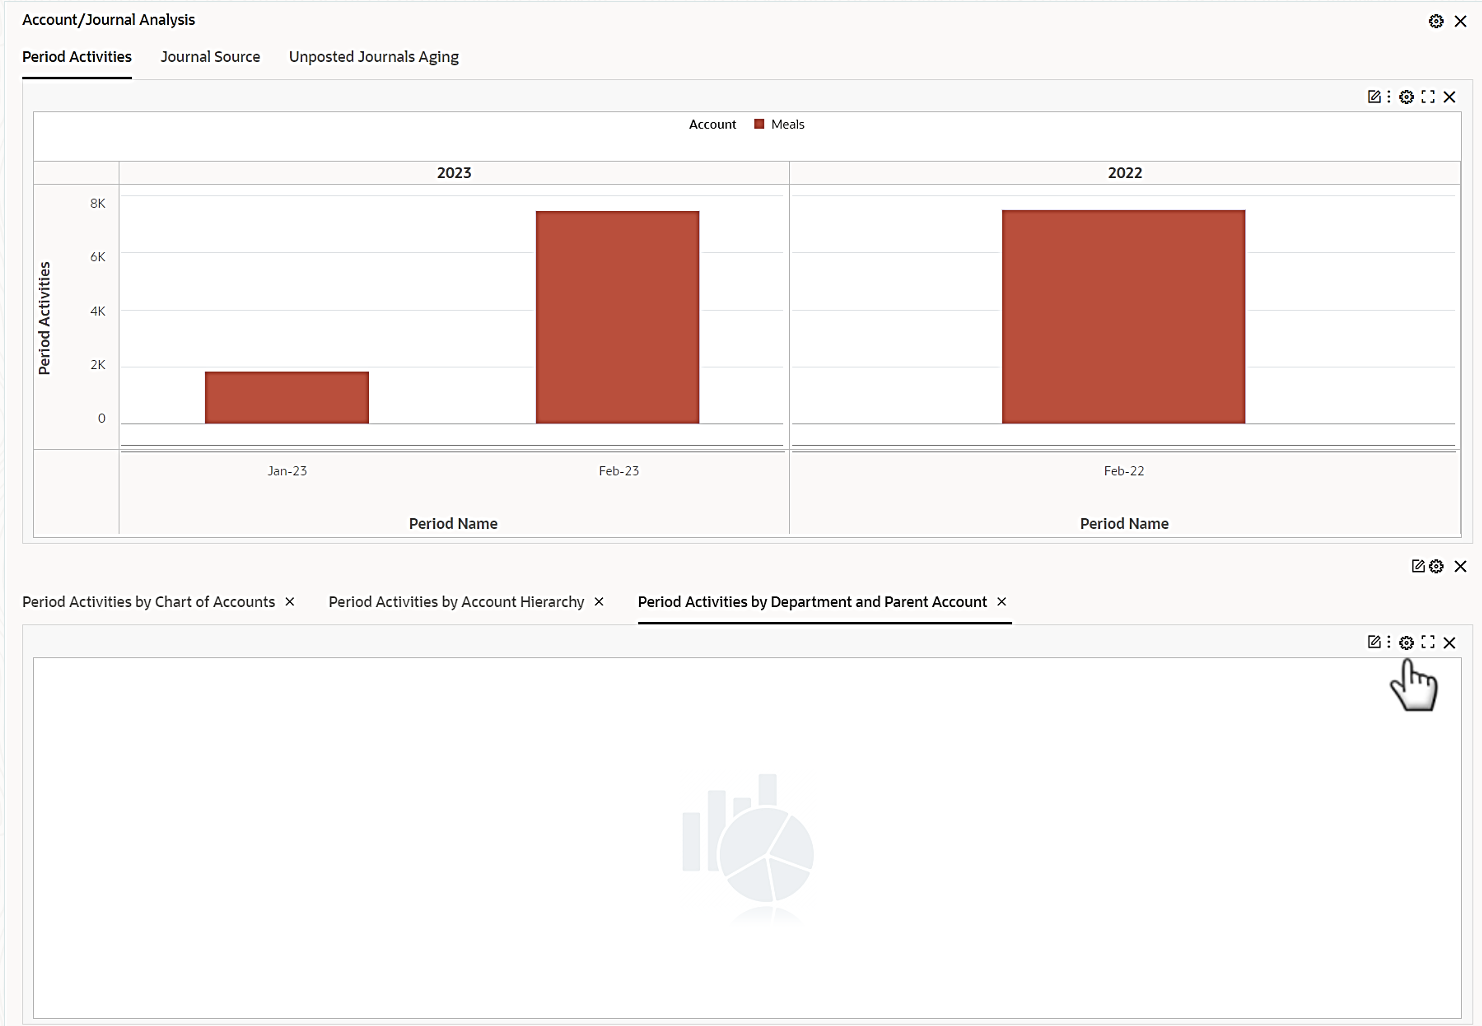 Account/Journal Analysis
Period Activities Journal Source Unposted Journals Aging
Account Meals
2023 2022
8K
6K
4K
2K
0
Period Activities
Jan-23 Feb-23 Feb-22
Period Name Period Name
Period Activities by Chart of Accounts Period Activities by Account Hierarchy Period Activities by Department and Parent Account